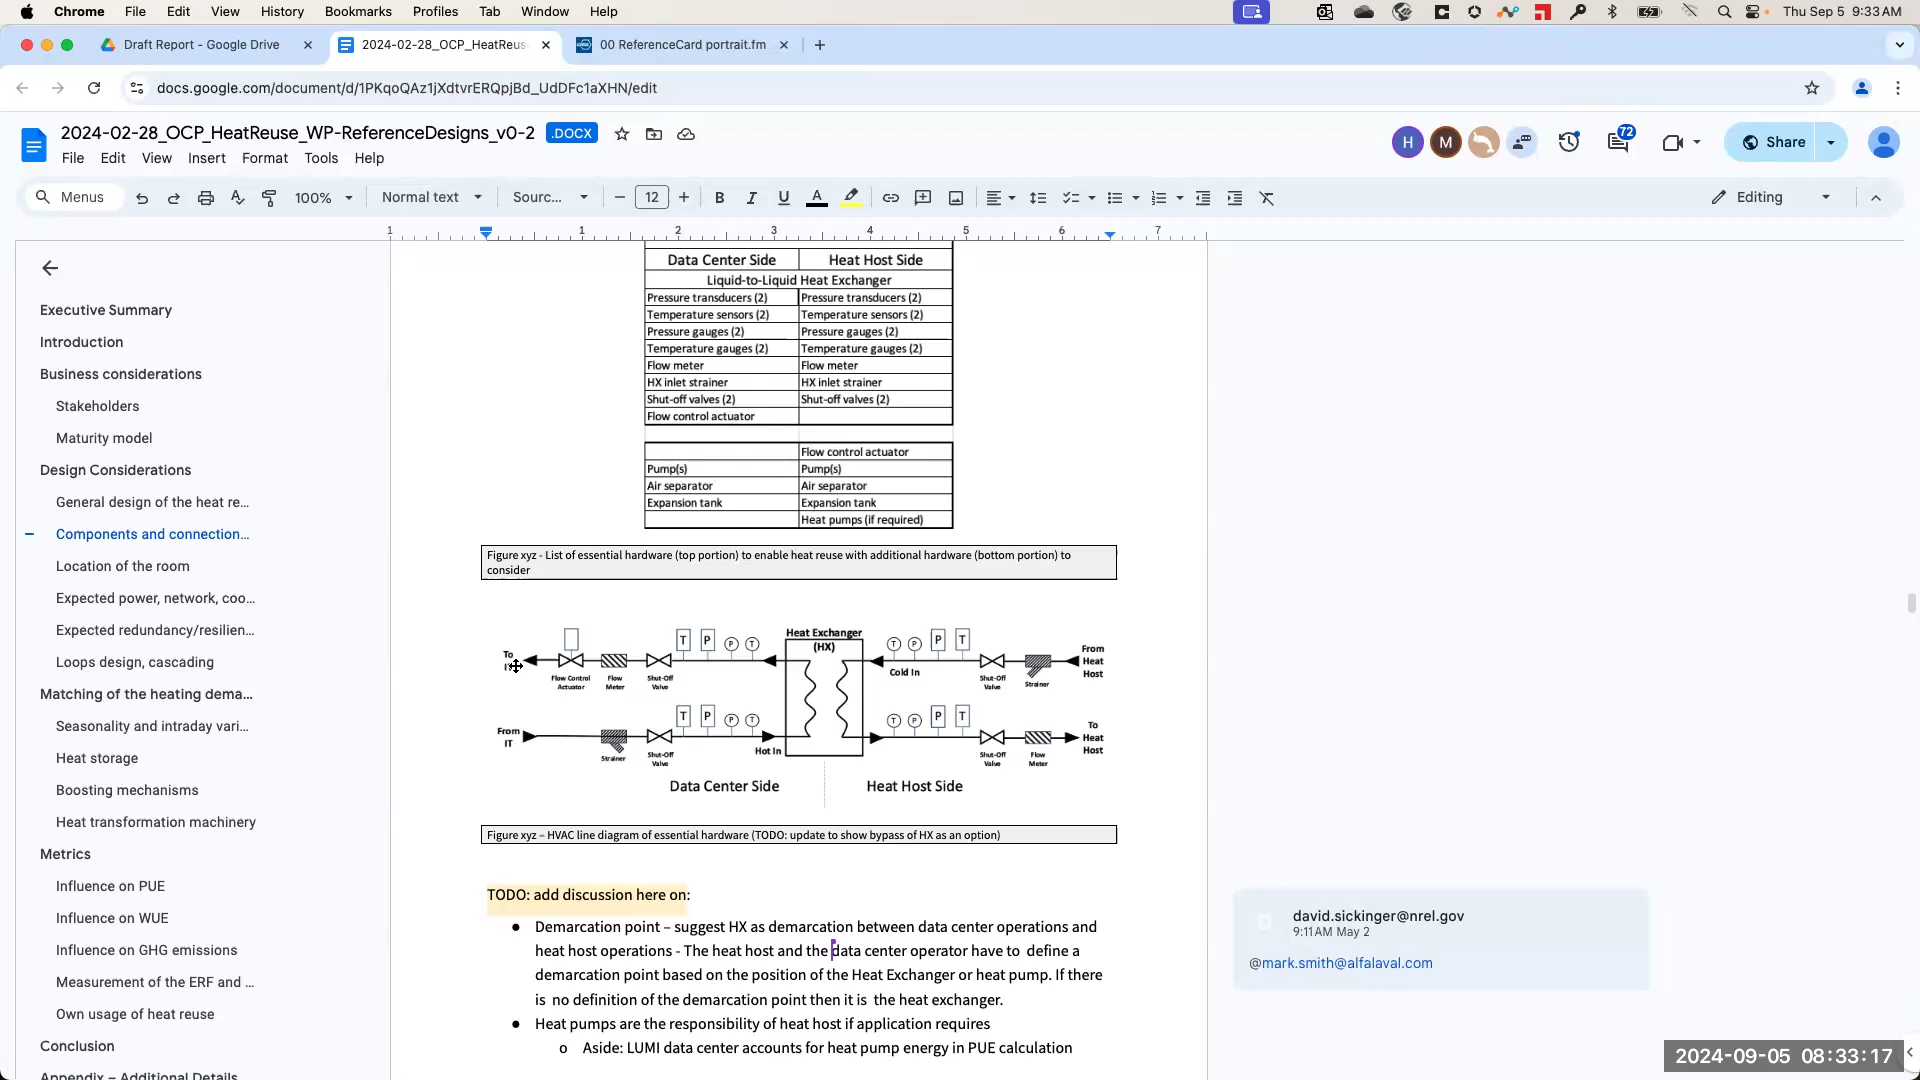 Chrome File Edit View History Bookmarks Profiles Tab Window Help Thu Sep 5 9:33 AM
Draft Report - Google Drive 2024-02-28_OCP_HeatReus 00 ReferenceCard portrait.fm
docs.google.com/document/d/1PKqoQAz1jXdtvrERQpjBd_UdDFc1aXHN/edit
2024-02-28_OCP_HeatReuse_WP-ReferenceDesigns_v0-2 .DOCX
H M 72 Share
File Edit View Insert Format Tools Help
Menus 100% Normal text Sourc... 12 B I U A Editing
1 1 2 3 4 5 6 7
Executive Summary
Introduction
Business considerations
Stakeholders
Maturity model
Design Considerations
General design of the heat re...
Components and connection...
Location of the room
Expected power, network, coo...
Expected redundancy/resilien...
Loops design, cascading
Matching of the heating dema...
Seasonality and intraday vari...
Heat storage
Boosting mechanisms
Heat transformation machinery
Metrics
Influence on PUE
Influence on WUE
Influence on GHG emissions
Measurement of the ERF and ...
Own usage of heat reuse
Conclusion
Appendix – Additional Details
Data Center Side Heat Host Side
Liquid-to-Liquid Heat Exchanger
Pressure transducers (2) Pressure transducers (2)
Temperature sensors (2) Temperature sensors (2)
Pressure gauges (2) Pressure gauges (2)
Temperature gauges (2) Temperature gauges (2)
Flow meter Flow meter
HX inlet strainer HX inlet strainer
Shut-off valves (2) Shut-off valves (2)
Flow control actuator
Flow control actuator
Pump(s) Pump(s)
Air separator Air separator
Expansion tank Expansion tank
Heat pumps (if required)
Figure xyz - List of essential hardware (top portion) to enable heat reuse with additional hardware (bottom portion) to
consider
Heat Exchanger
(HX)
T P P T T P P T
To
From
Heat
Host
Cold In
Flow Control
Actuator
Flow
Meter
Shut-Off
Valve
Shut-Off
Valve
Strainer
T P P T T P P T
From
IT
To
Heat
Host
Hot In
Strainer
Shut-Off
Valve
Shut-Off
Valve
Flow
Meter
Data Center Side Heat Host Side
Figure xyz – HVAC line diagram of essential hardware (TODO: update to show bypass of HX as an option)
TODO: add discussion here on:
● Demarcation point – suggest HX as demarcation between data center operations and
heat host operations - The heat host and the data center operator have to define a
demarcation point based on the position of the Heat Exchanger or heat pump. If there
is no definition of the demarcation point then it is the heat exchanger.
● Heat pumps are the responsibility of heat host if application requires
o Aside: LUMI data center accounts for heat pump energy in PUE calculation
D
david.sickinger@nrel.gov
9:11 AM May 2
@mark.smith@alfalaval.com
2024-09-05 08:33:17